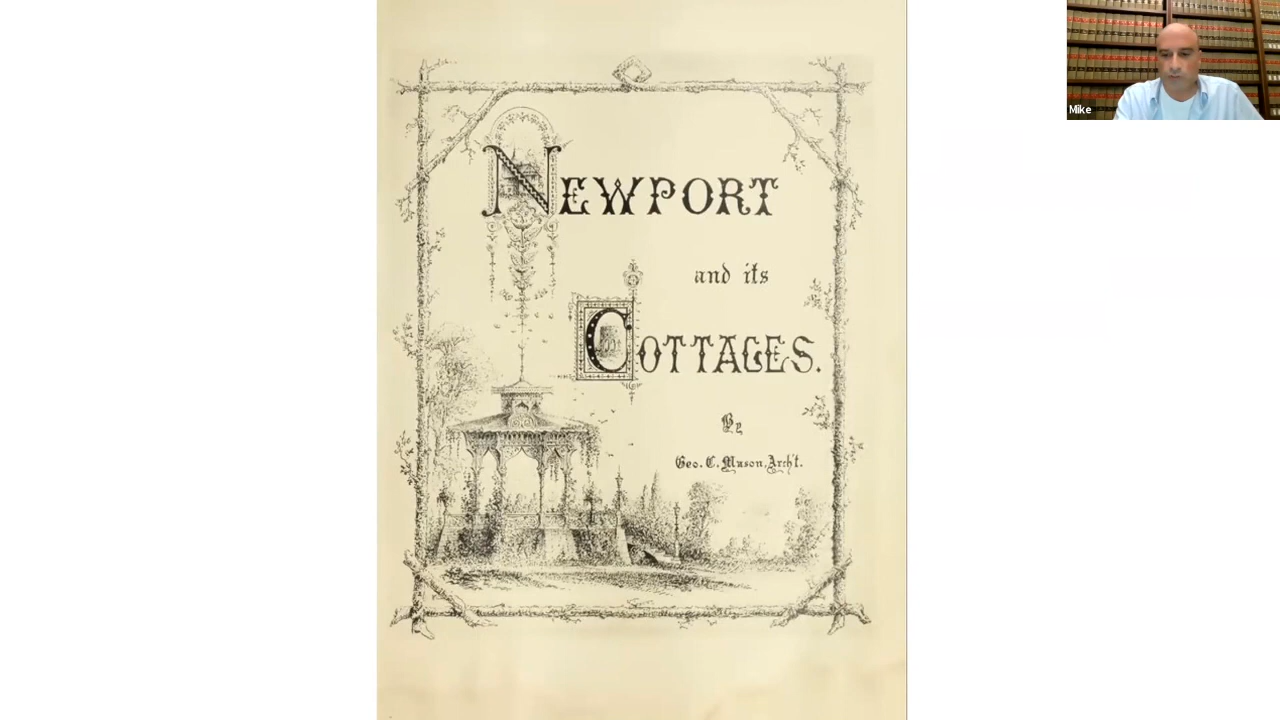 NEWPORT
and its
COTTAGES.
By
Geo. C. Mason, Arch't.
Mike